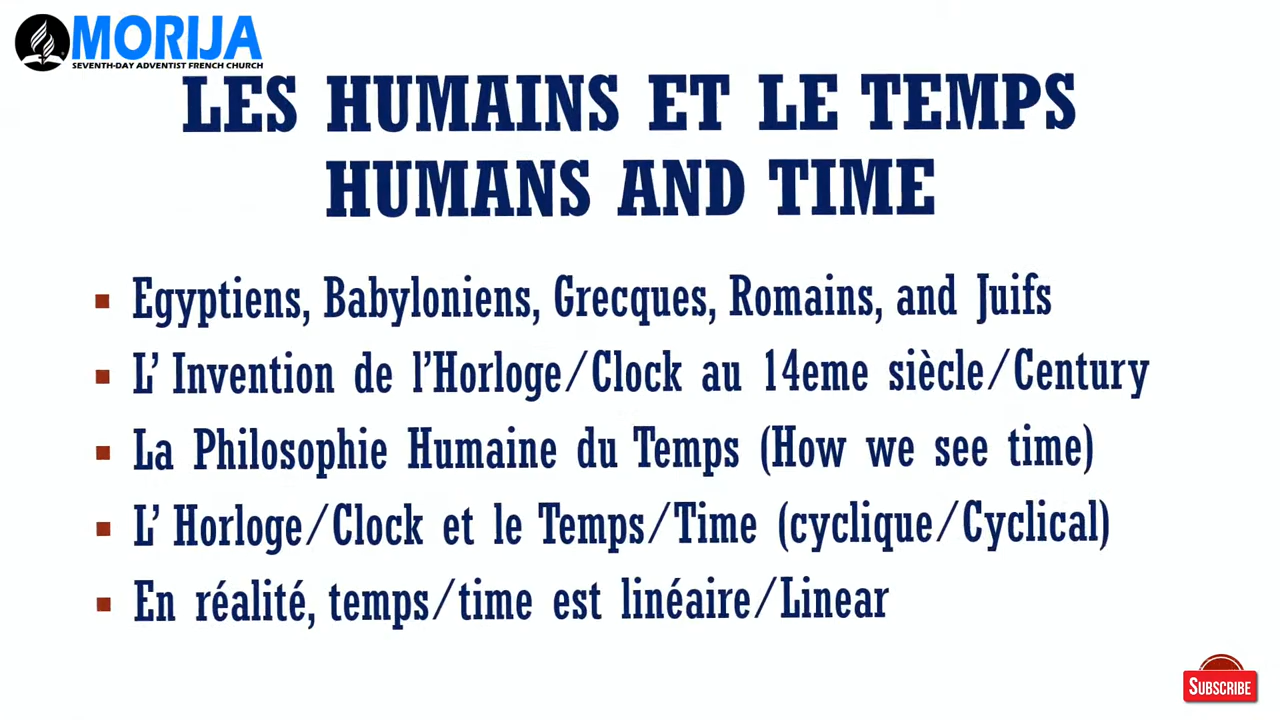 MORIJA
SEVENTH-DAY ADVENTIST FRENCH CHURCH
LES HUMAINS ET LE TEMPS
HUMANS AND TIME
Egyptiens, Babyloniens, Grecques, Romains, and Juifs
L' Invention de l'Horloge/Clock au 14eme siècle/Century
La Philosophie Humaine du Temps (How we see time)
L' Horloge/Clock et le Temps/Time (cyclique/Cyclical)
En réalité, temps/time est linéaire/Linear
SUBSCRIBE